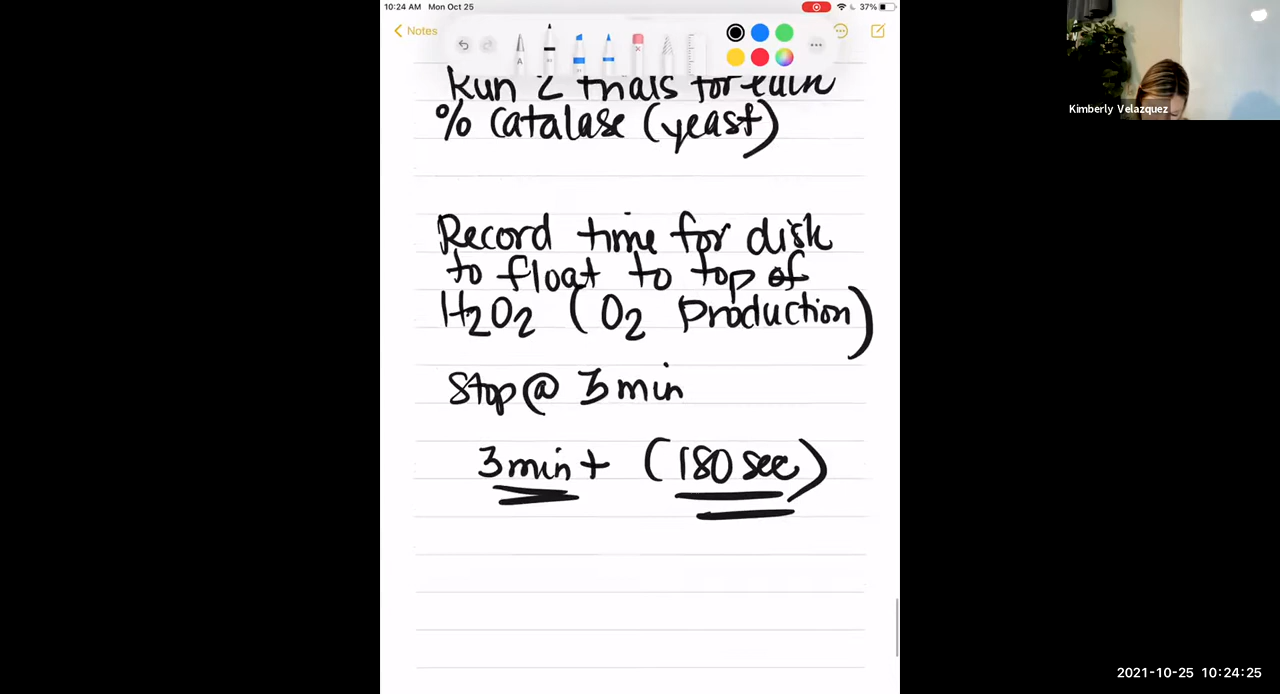 10:24 AM Mon Oct 25
37%
Notes
A
Run 2 trials for each
% Catalase (yeast)
Record time for disk
to float to top of
H2O2 (O2 Production)
Stop @ 3 min
3 min + (180 sec)
Kimberly Velazquez
2021-10-25 10:24:25